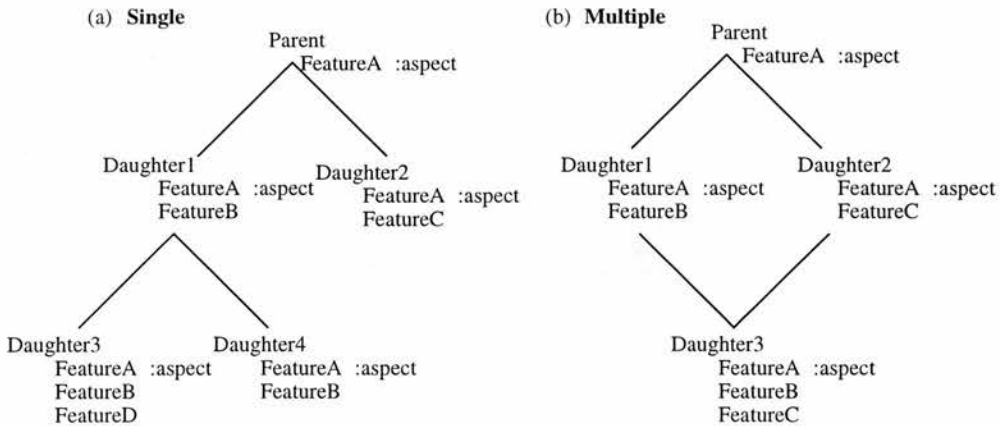 (a) Single
Parent
FeatureA :aspect
Daughter1
FeatureA :aspect
FeatureB
Daughter2
FeatureA :aspect
FeatureC
Daughter3
FeatureA :aspect
FeatureB
FeatureD
Daughter4
FeatureA :aspect
FeatureB
(b) Multiple
Parent
FeatureA :aspect
Daughter1
FeatureA :aspect
FeatureB
Daughter2
FeatureA :aspect
FeatureC
Daughter3
FeatureA :aspect
FeatureB
FeatureC